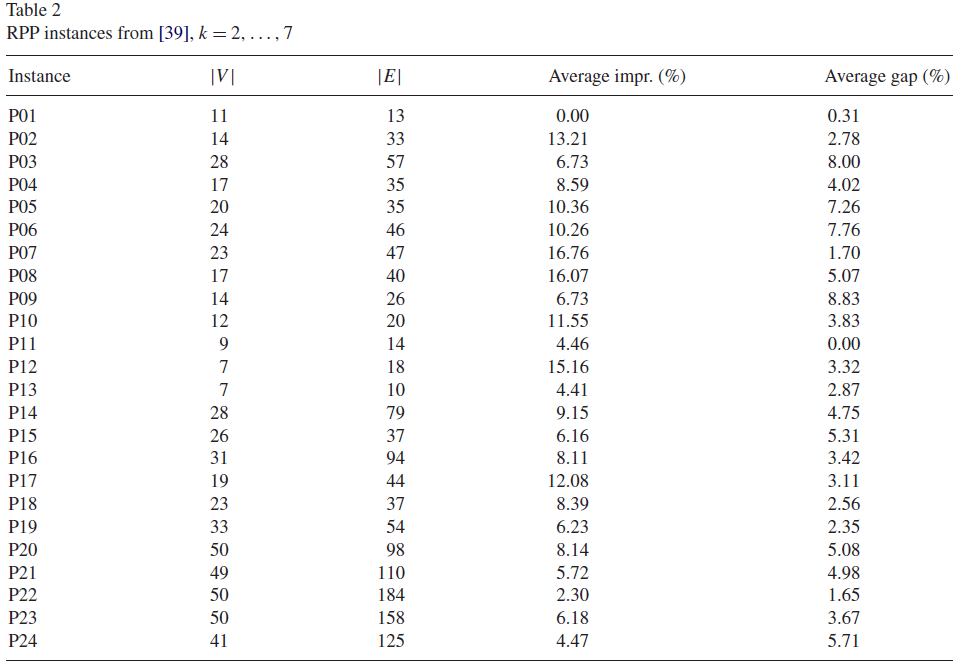 Table 2
RPP instances from [39], k = 2, . . . , 7
Instance |V| |E| Average impr. (%) Average gap (%)
P01 11 13 0.00 0.31
P02 14 33 13.21 2.78
P03 28 57 6.73 8.00
P04 17 35 8.59 4.02
P05 20 35 10.36 7.26
P06 24 46 10.26 7.76
P07 23 47 16.76 1.70
P08 17 40 16.07 5.07
P09 14 26 6.73 8.83
P10 12 20 11.55 3.83
P11 9 14 4.46 0.00
P12 7 18 15.16 3.32
P13 7 10 4.41 2.87
P14 28 79 9.15 4.75
P15 26 37 6.16 5.31
P16 31 94 8.11 3.42
P17 19 44 12.08 3.11
P18 23 37 8.39 2.56
P19 33 54 6.23 2.35
P20 50 98 8.14 5.08
P21 49 110 5.72 4.98
P22 50 184 2.30 1.65
P23 50 158 6.18 3.67
P24 41 125 4.47 5.71